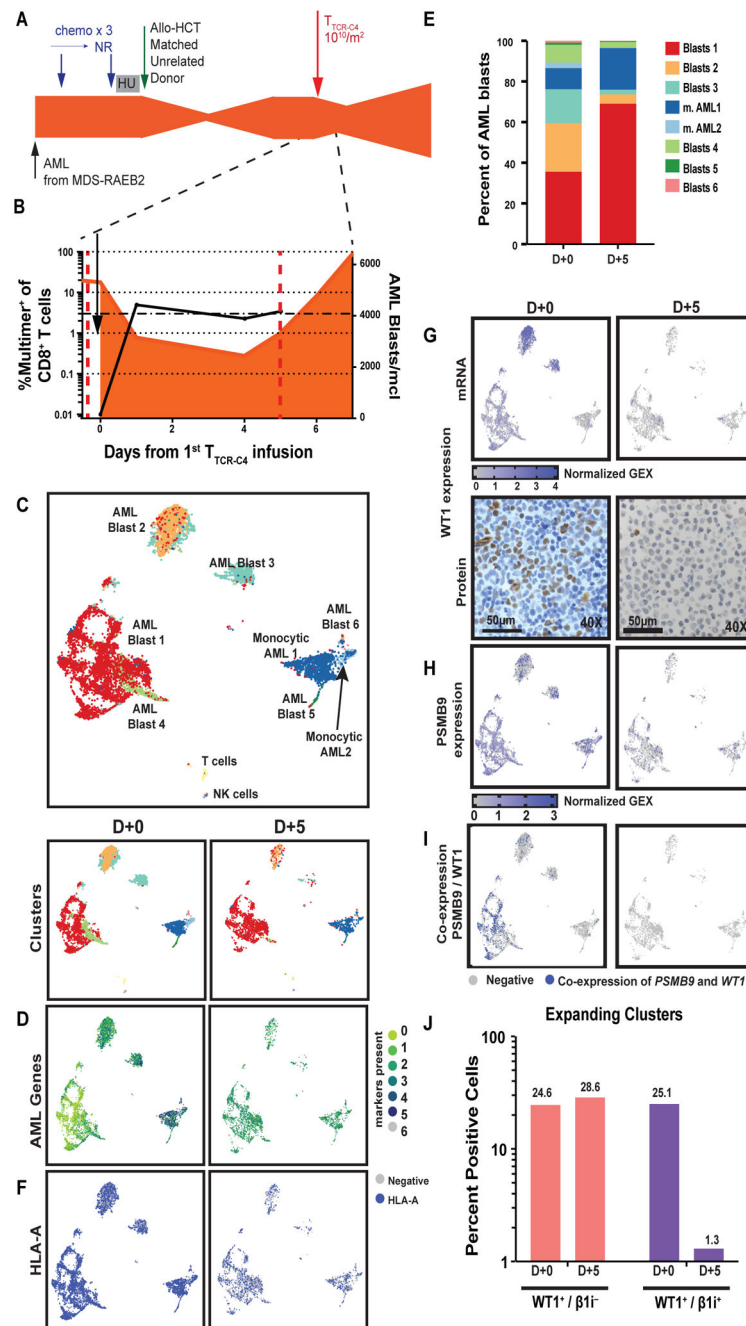 A
chemo x 3
NR
HU
Allo-HCT
Matched
Unrelated
Donor
T TCR-C4
10¹⁰/m²
AML
from MDS-RAEB2
B
%Multimer⁺ of
CD8⁺ T cells
100
10
1
0.1
0.01
6000
4000
2000
0
AML Blasts/mcl
0 2 4 6
Days from 1ˢᵗ T TCR-C4 infusion
C
AML
Blast 2
AML Blast 3
AML
Blast 1
AML
Blast 4
Monocytic
AML 1
AML
Blast 6
AML
Blast 5
Monocytic
AML2
T cells
NK cells
D+0 D+5
Clusters
D
AML Genes
markers present
0
1
2
3
4
5
6
F
HLA-A
Negative
HLA-A
E
Percent of AML blasts
100
80
60
40
20
0
D+0 D+5
Blasts 1
Blasts 2
Blasts 3
m. AML1
m. AML2
Blasts 4
Blasts 5
Blasts 6
D+0 D+5
G
WT1 expression
mRNA
0 1 2 3 4
Normalized GEX
Protein
50µm 40X
50µm 40X
H
PSMB9
expression
0 1 2 3
Normalized GEX
I
Co-expression
PSMB9 / WT1
Negative
Co-expression of PSMB9 and WT1
J
Expanding Clusters
Percent Positive Cells
100
10
1
24.6
28.6
25.1
1.3
D+0 D+5 D+0 D+5
WT1⁺ / β1i⁻ WT1⁺ / β1i⁺